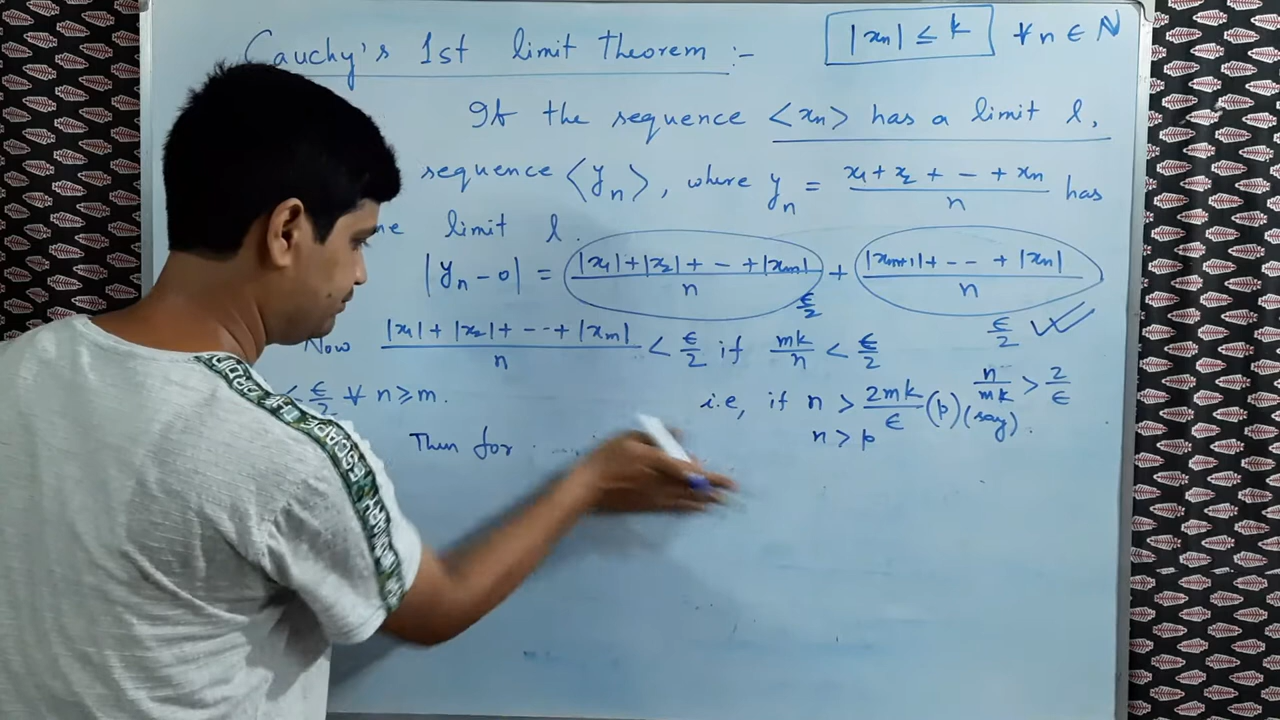 Cauchy's 1st limit Theorem :-
|xn| ≤ k ∀ n ∈ N
If the sequence <xn> has a limit l,
sequence <yn>, where yn = (x1 + x2 + - - + xn)/n has
limit l.
|yn - 0| = (|x1|+|x2|+ - - +|xm|)/n + (|xm+1|+ - - + |xn|)/n
ε/2
ε/2
Now (|x1| + |x2| + - - + |xm|)/n < ε/2 if mk/n < ε/2
< ε/2 ∀ n ≥ m.
i.e, if n > 2mk/ε (p) (say).
n/mk > 2/ε
n > p
Then for
ESCAPE